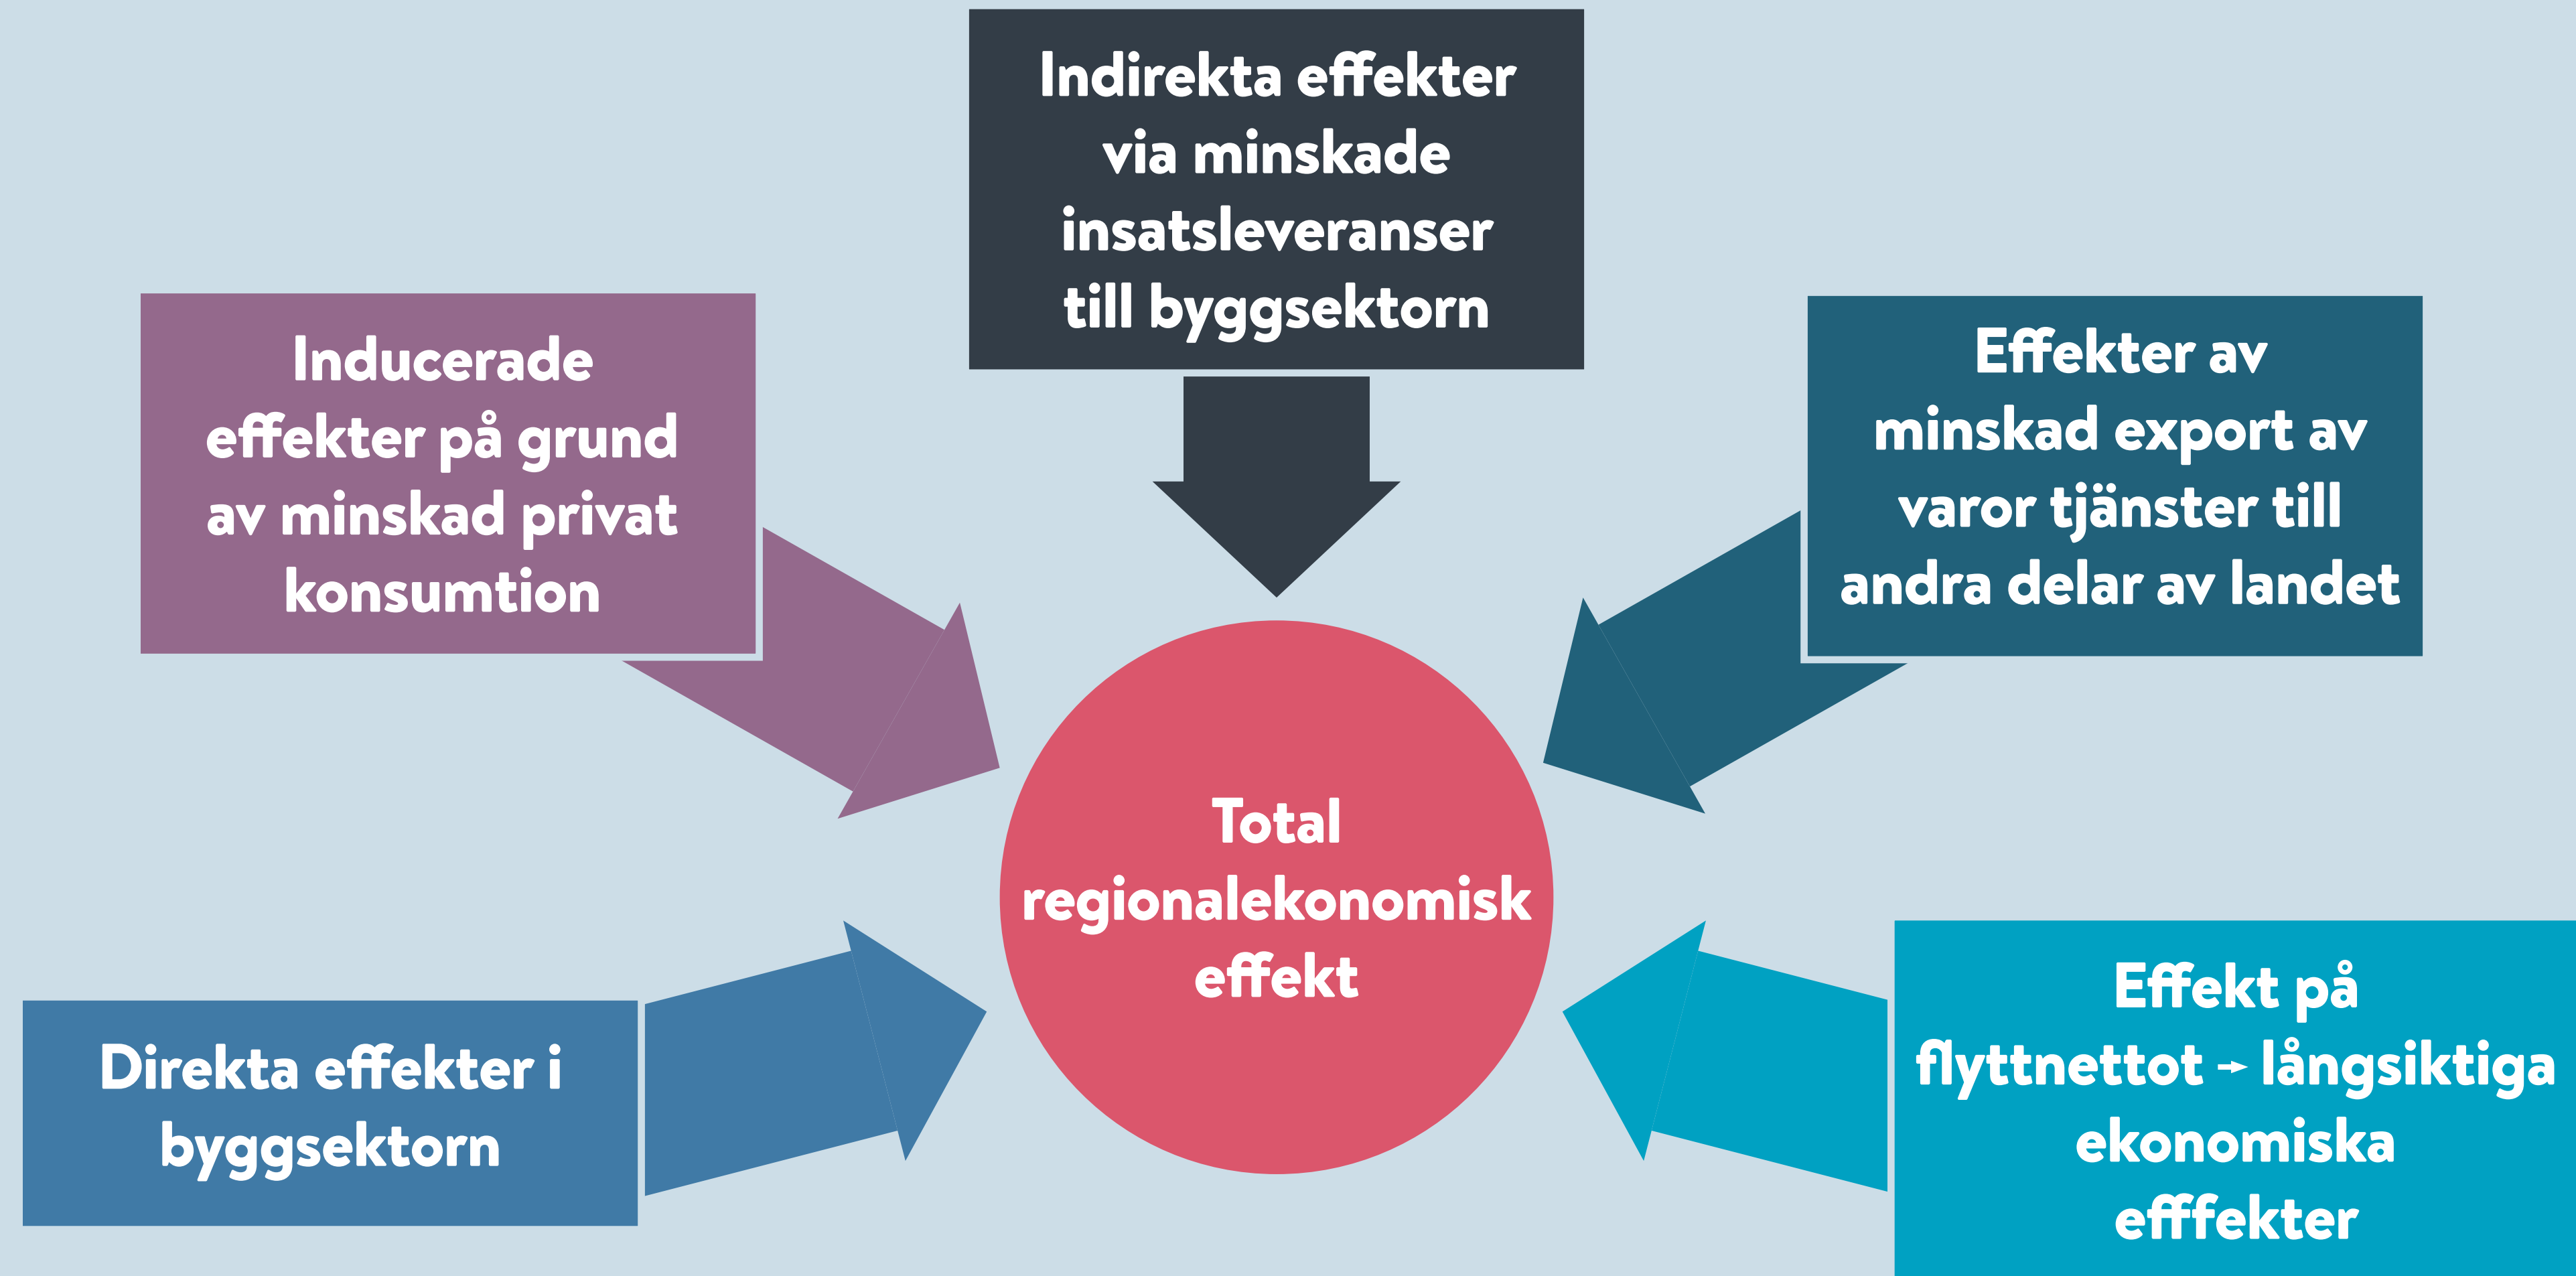 Indirekta effekter
via minskade
insatsleveranser
till byggsektorn
Inducerade
effekter på grund
av minskad privat
konsumtion
Effekter av
minskad export av
varor tjänster till
andra delar av landet
Total
regionalekonomisk
effekt
Direkta effekter i
byggsektorn
Effekt på
flyttnettot → långsiktiga
ekonomiska
efffekter